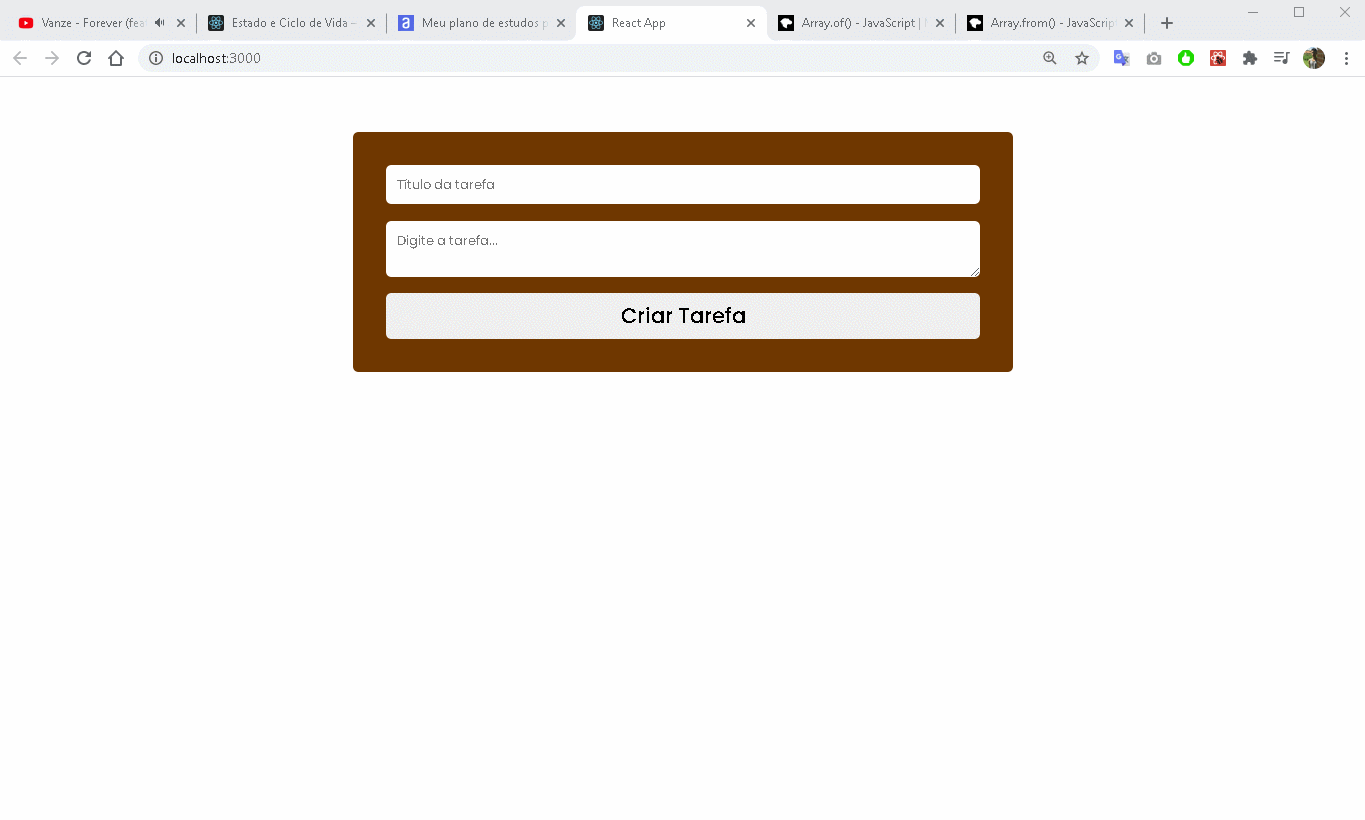 Vanze - Forever (fea
Estado e Ciclo de Vida –
Meu plano de estudos p
React App
Array.of() - JavaScript |
Array.from() - JavaScrip
localhost:3000
Título da tarefa
Digite a tarefa...
Criar Tarefa